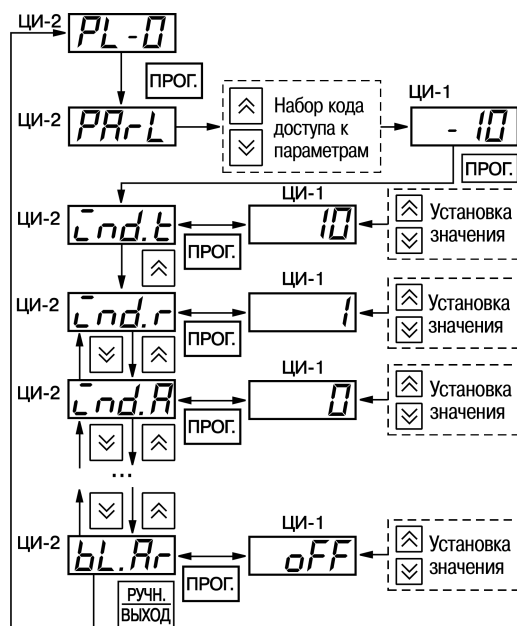 ЦИ-2 PL-0
ПРОГ.
ЦИ-2 PArL
Набор кода
доступа к
параметрам
ЦИ-1
- 10
ПРОГ.
ЦИ-2 ind.t
ПРОГ.
ЦИ-1
10
Установка
значения
ЦИ-2 ind.r
ПРОГ.
ЦИ-1
1
Установка
значения
ЦИ-2 ind.A
ПРОГ.
ЦИ-1
0
Установка
значения
...
ЦИ-2 bL.Ar
ПРОГ.
ЦИ-1
oFF
Установка
значения
РУЧН.
ВЫХОД